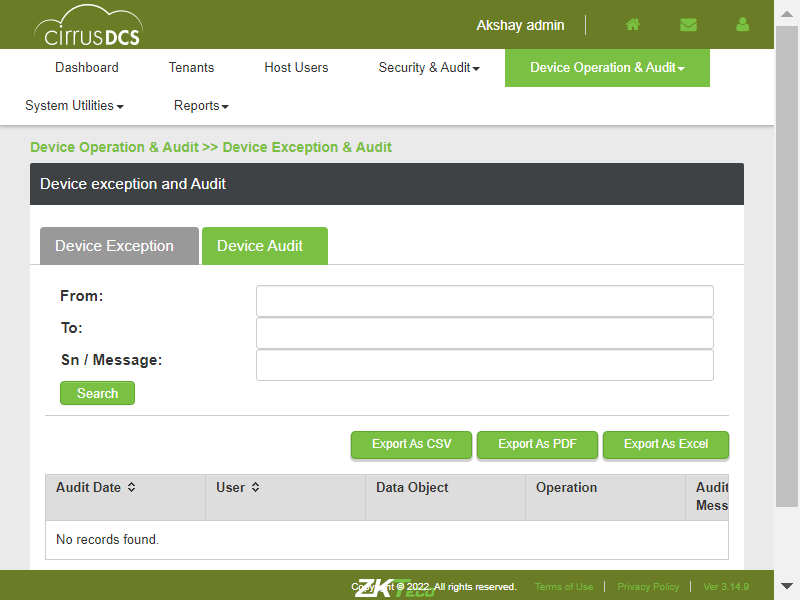 cirrusDCS
Akshay admin
Dashboard Tenants Host Users Security & Audit Device Operation & Audit
System Utilities Reports
Device Operation & Audit >> Device Exception & Audit
Device exception and Audit
Device Exception Device Audit
From:
To:
Sn / Message:
Search
Export As CSV Export As PDF Export As Excel
Audit Date User Data Object Operation Audit
Mess
No records found.
ZKTeco
© 2022. All rights reserved. Terms of Use Privacy Policy Ver 3.14.9